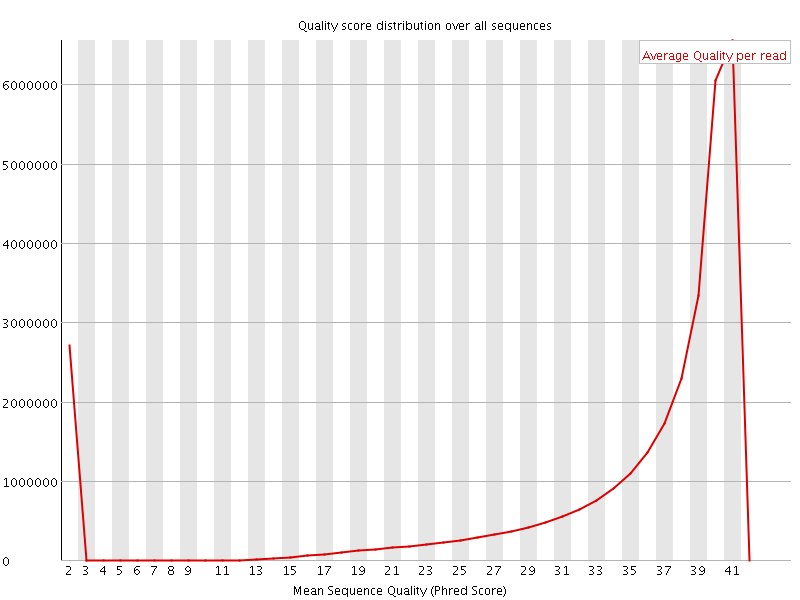 Quality score distribution over all sequences
Average Quality per read
6000000
5000000
4000000
3000000
2000000
1000000
0
2 3 4 5 6 7 8 9 11 13 15 17 19 21 23 25 27 29 31 33 35 37 39 41
Mean Sequence Quality (Phred Score)